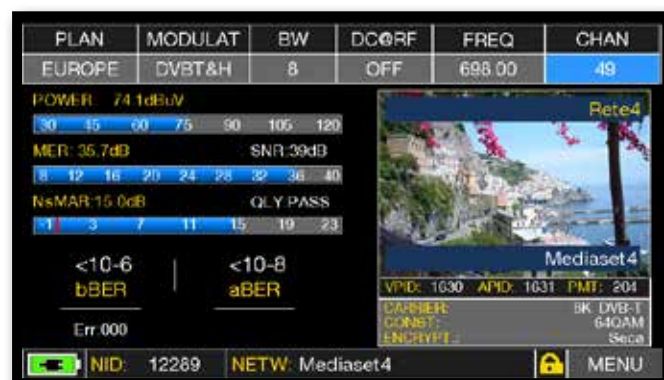 PLAN MODULAT BW DC@RF FREQ CHAN
EUROPE DVBT&H 8 OFF 698.00 49
POWER 74.1dBuV
30 45 60 75 90 105 120
MER: 35.7dB SNR:39dB
8 12 16 20 24 28 32 36 40
NsMAR:15.0dB QLY PASS
-1 3 7 11 15 19 23
<10-6 <10-8
bBER aBER
Err 000
Rete4
Mediaset4
VPID: 1630 APID: 1631 PMT: 204
CARRIER: 8K DVB-T
CONST: 64QAM
ENCRYPT.: Seca
NID: 12289 NETW: Mediaset4 MENU